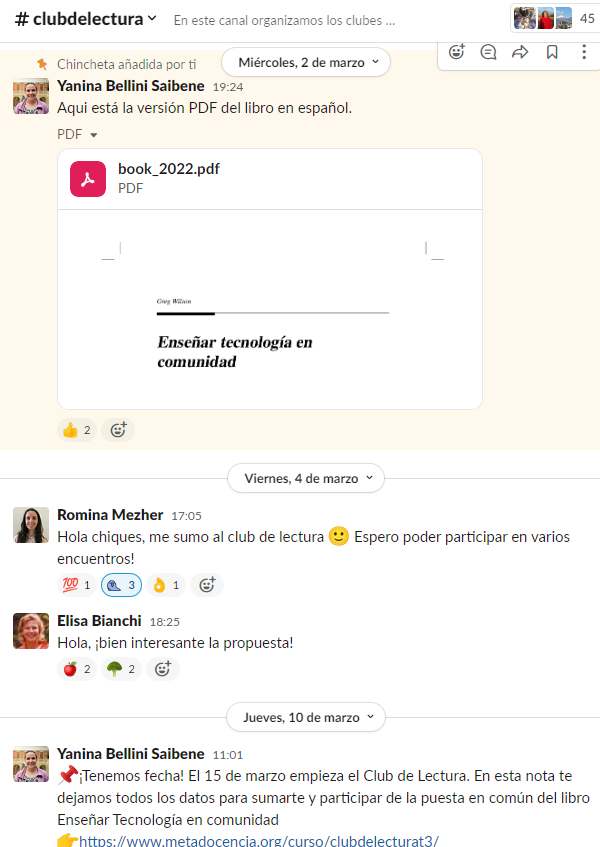 # clubdelectura
En este canal organizamos los clubes ...
45
Chincheta añadida por ti
Miércoles, 2 de marzo
Yanina Bellini Saibene 19:24
Aqui está la versión PDF del libro en español.
PDF
book_2022.pdf
PDF
Greg Wilson
Enseñar tecnología en
comunidad
2
Viernes, 4 de marzo
Romina Mezher 17:05
Hola chiques, me sumo al club de lectura 🙂 Espero poder participar en varios
encuentros!
💯 1 3 👌 1
Elisa Bianchi 18:25
Hola, ¡bien interesante la propuesta!
2 2
Jueves, 10 de marzo
Yanina Bellini Saibene 11:01
📌¡Tenemos fecha! El 15 de marzo empieza el Club de Lectura. En esta nota te
dejamos todos los datos para sumarte y participar de la puesta en común del libro
Enseñar Tecnología en comunidad
👉https://www.metadocencia.org/curso/clubdelecturat3/